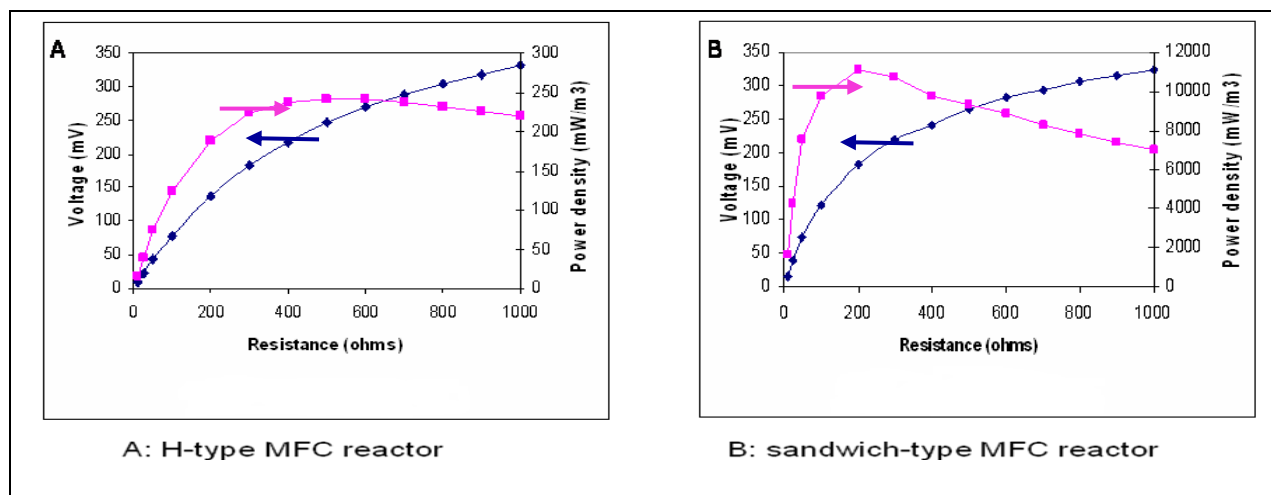 A
350
300
250
200
150
100
50
0
Voltage (mV)
300
250
200
150
100
50
0
Power density (mW/m3)
0 200 400 600 800 1000
Resistance (ohms)
A: H-type MFC reactor
B
350
300
250
200
150
100
50
0
Voltage (mV)
12000
10000
8000
6000
4000
2000
0
Power density (mW/m3)
0 200 400 600 800 1000
Resistance (ohms)
B: sandwich-type MFC reactor